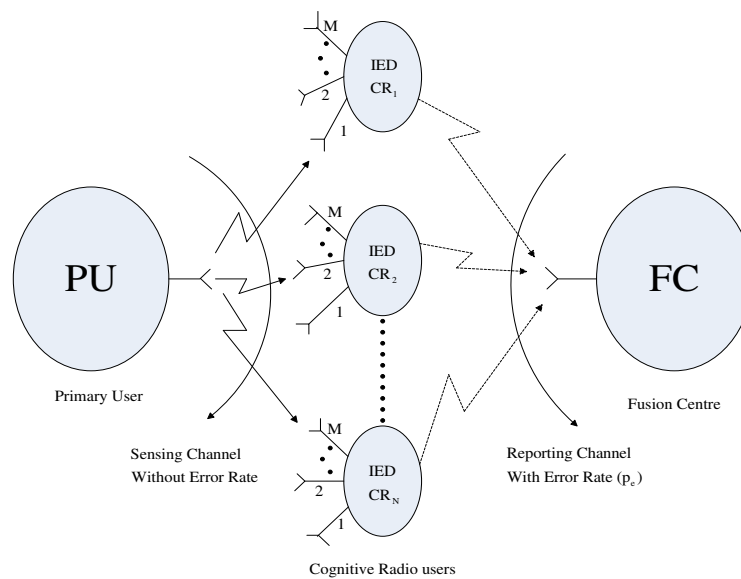 M
2
1
IED
CR₁
PU
Primary User
M
2
1
IED
CR₂
FC
Fusion Centre
Sensing Channel
Without Error Rate
Reporting Channel
With Error Rate (pₑ)
M
2
1
IED
CR_N
Cognitive Radio users